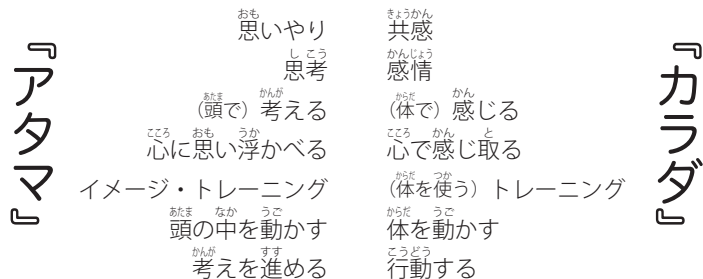 『カラダ』
『アタマ』
思いやり 共感
思考 感情
（頭で）考える （体で）感じる
心に思い浮かべる 心で感じ取る
イメージ・トレーニング （体を使う）トレーニング
頭の中を動かす 体を動かす
考えを進める 行動する